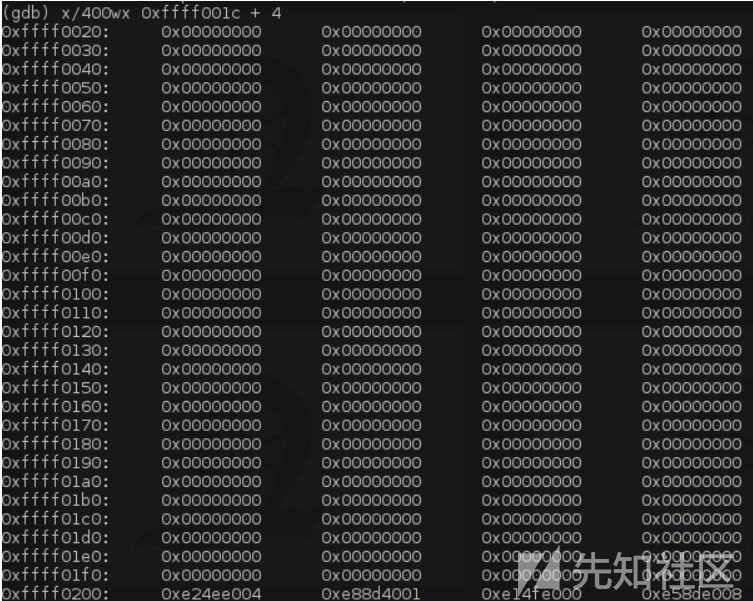 (gdb) x/400wx 0xffff001c + 4
0xffff0020: 0x00000000 0x00000000 0x00000000 0x00000000
0xffff0030: 0x00000000 0x00000000 0x00000000 0x00000000
0xffff0040: 0x00000000 0x00000000 0x00000000 0x00000000
0xffff0050: 0x00000000 0x00000000 0x00000000 0x00000000
0xffff0060: 0x00000000 0x00000000 0x00000000 0x00000000
0xffff0070: 0x00000000 0x00000000 0x00000000 0x00000000
0xffff0080: 0x00000000 0x00000000 0x00000000 0x00000000
0xffff0090: 0x00000000 0x00000000 0x00000000 0x00000000
0xffff00a0: 0x00000000 0x00000000 0x00000000 0x00000000
0xffff00b0: 0x00000000 0x00000000 0x00000000 0x00000000
0xffff00c0: 0x00000000 0x00000000 0x00000000 0x00000000
0xffff00d0: 0x00000000 0x00000000 0x00000000 0x00000000
0xffff00e0: 0x00000000 0x00000000 0x00000000 0x00000000
0xffff00f0: 0x00000000 0x00000000 0x00000000 0x00000000
0xffff0100: 0x00000000 0x00000000 0x00000000 0x00000000
0xffff0110: 0x00000000 0x00000000 0x00000000 0x00000000
0xffff0120: 0x00000000 0x00000000 0x00000000 0x00000000
0xffff0130: 0x00000000 0x00000000 0x00000000 0x00000000
0xffff0140: 0x00000000 0x00000000 0x00000000 0x00000000
0xffff0150: 0x00000000 0x00000000 0x00000000 0x00000000
0xffff0160: 0x00000000 0x00000000 0x00000000 0x00000000
0xffff0170: 0x00000000 0x00000000 0x00000000 0x00000000
0xffff0180: 0x00000000 0x00000000 0x00000000 0x00000000
0xffff0190: 0x00000000 0x00000000 0x00000000 0x00000000
0xffff01a0: 0x00000000 0x00000000 0x00000000 0x00000000
0xffff01b0: 0x00000000 0x00000000 0x00000000 0x00000000
0xffff01c0: 0x00000000 0x00000000 0x00000000 0x00000000
0xffff01d0: 0x00000000 0x00000000 0x00000000 0x00000000
0xffff01e0: 0x00000000 0x00000000 0x00000000 0x00000000
0xffff01f0: 0x00000000 0x00000000 0x00000000 0x00000000
0xffff0200: 0xe24ee004 0xe88d4001 0xe14fe000 0xe58de008
先知社区